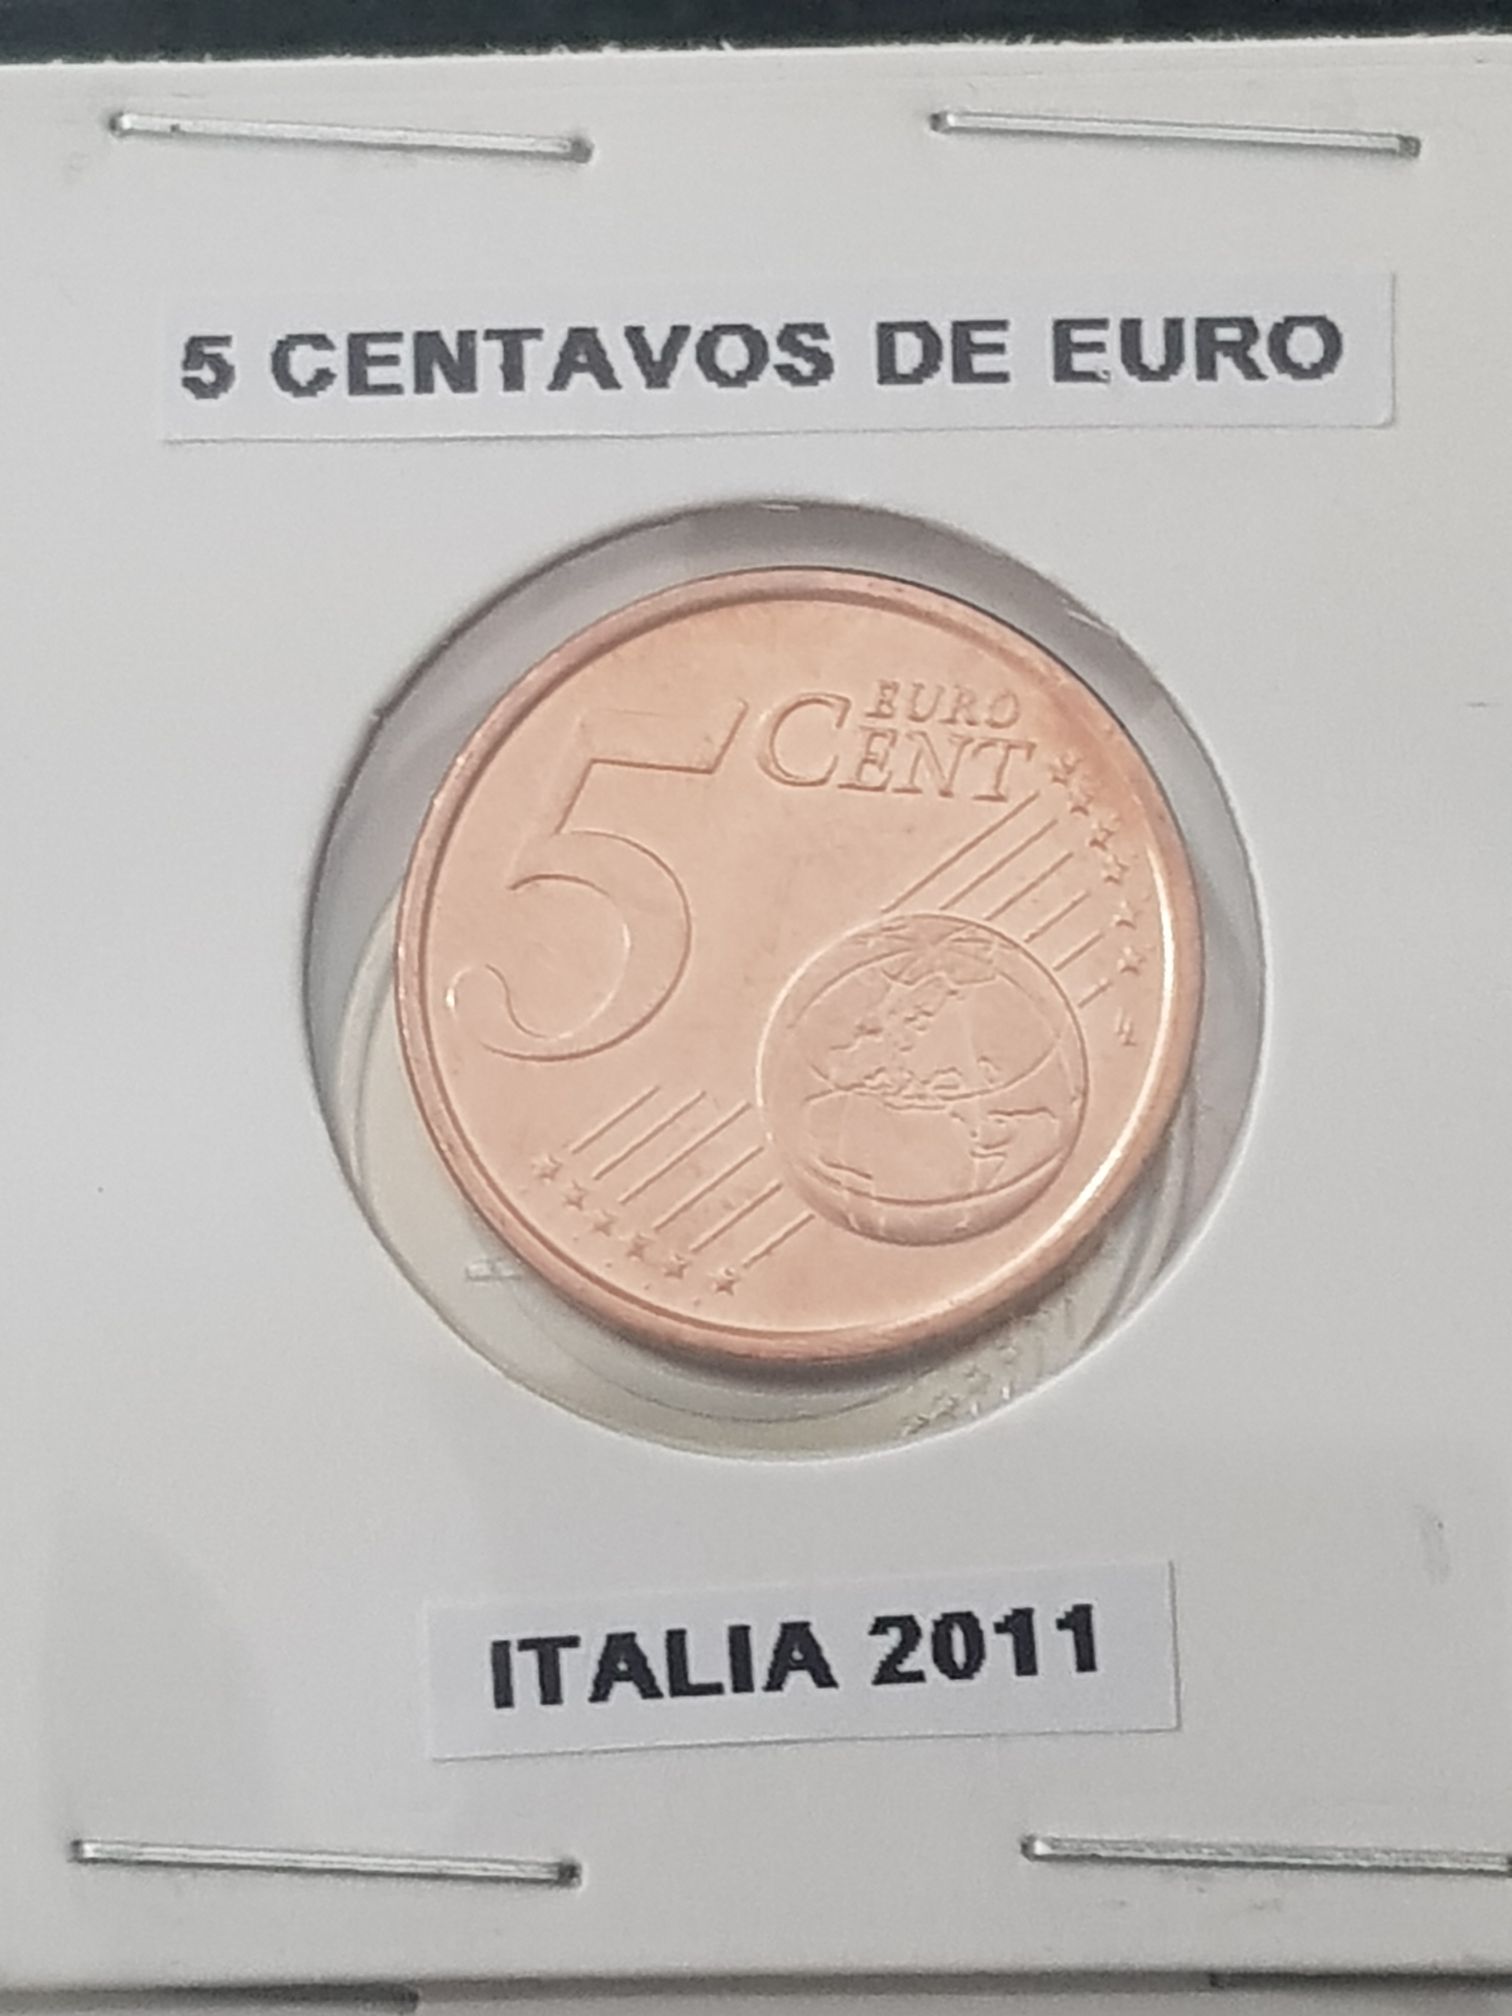 5 CENTAVOS DE EURO
5 EURO
CENT
ITALIA 2011